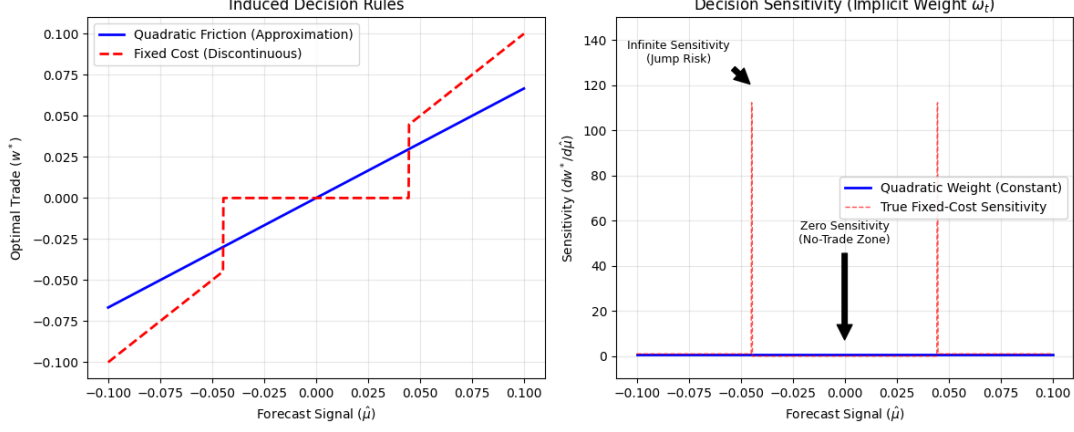 Induced Decision Rules
Optimal Trade (w*)
0.100
0.075
0.050
0.025
0.000
−0.025
−0.050
−0.075
−0.100
Quadratic Friction (Approximation)
Fixed Cost (Discontinuous)
−0.100 −0.075 −0.050 −0.025 0.000 0.025 0.050 0.075 0.100
Forecast Signal (μ̂)
Decision Sensitivity (Implicit Weight ω_t)
Sensitivity (dw*/dμ̂)
140
120
100
80
60
40
20
0
Infinite Sensitivity
(Jump Risk)
Quadratic Weight (Constant)
True Fixed-Cost Sensitivity
Zero Sensitivity
(No-Trade Zone)
−0.100 −0.075 −0.050 −0.025 0.000 0.025 0.050 0.075 0.100
Forecast Signal (μ̂)